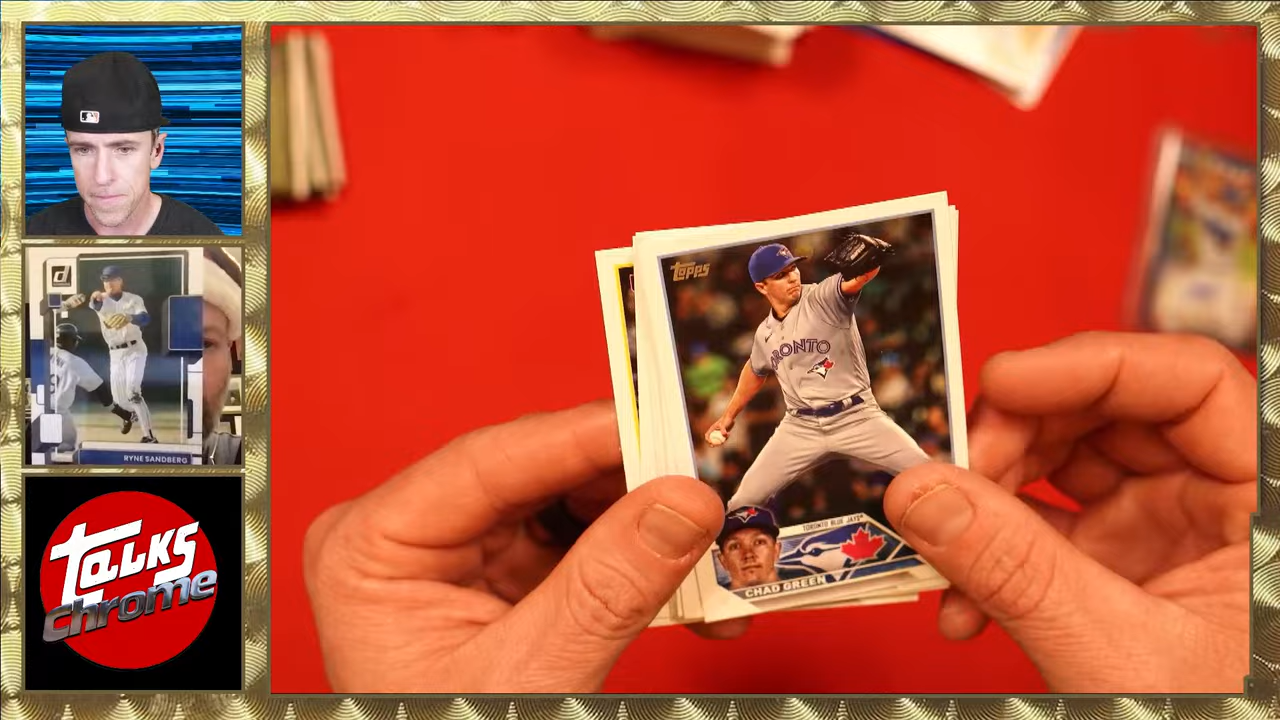 RYNE SANDBERG
TALKS
Chrome
Topps
TORONTO
TORONTO BLUE JAYS
CHAD GREEN